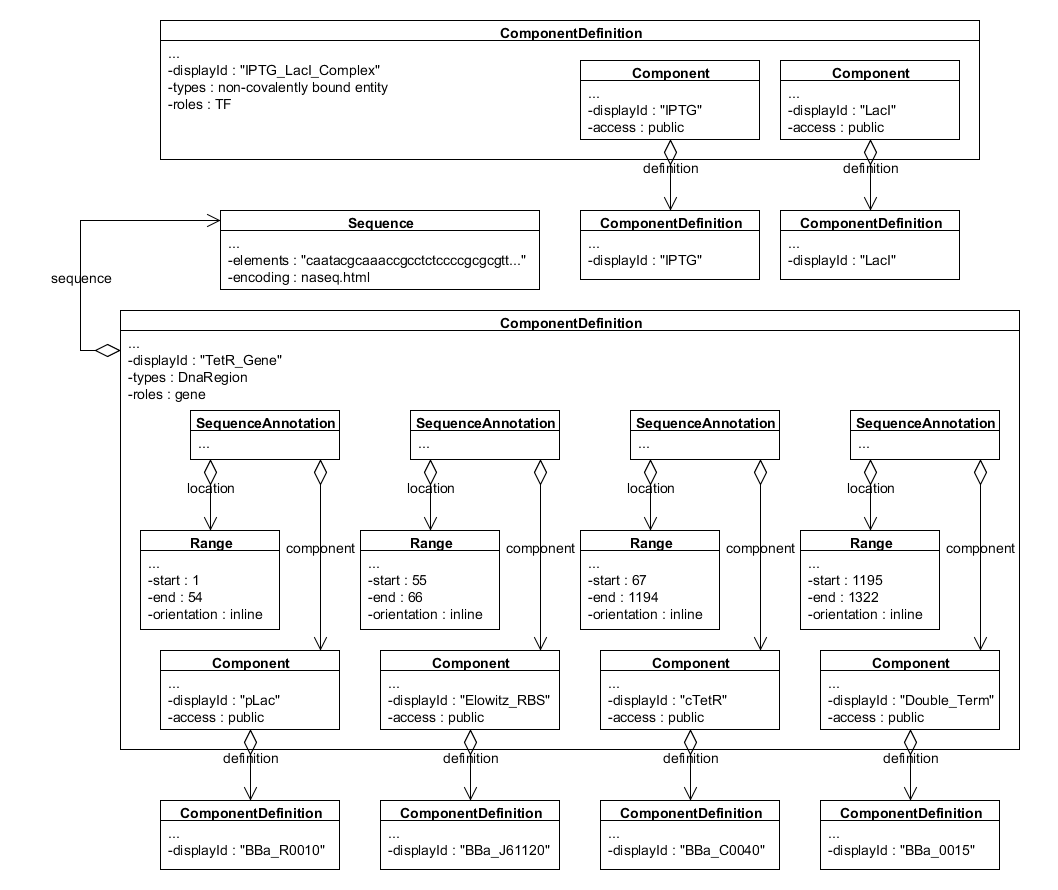 ComponentDefinition
...
-displayId : "IPTG_LacI_Complex"
-types : non-covalently bound entity
-roles : TF
Component
...
-displayId : "IPTG"
-access : public
Component
...
-displayId : "LacI"
-access : public
definition
definition
ComponentDefinition
...
-displayId : "IPTG"
ComponentDefinition
...
-displayId : "LacI"
Sequence
...
-elements : "caatacgcaaaccgcctctccccgcgcgtt..."
-encoding : naseq.html
sequence
ComponentDefinition
...
-displayId : "TetR_Gene"
-types : DnaRegion
-roles : gene
SequenceAnnotation
...
SequenceAnnotation
...
SequenceAnnotation
...
SequenceAnnotation
...
location
location
location
location
Range
...
-start : 1
-end : 54
-orientation : inline
component
Range
...
-start : 55
-end : 66
-orientation : inline
component
Range
...
-start : 67
-end : 1194
-orientation : inline
component
Range
...
-start : 1195
-end : 1322
-orientation : inline
component
Component
...
-displayId : "pLac"
-access : public
Component
...
-displayId : "Elowitz_RBS"
-access : public
Component
...
-displayId : "cTetR"
-access : public
Component
...
-displayId : "Double_Term"
-access : public
definition
definition
definition
definition
ComponentDefinition
...
-displayId : "BBa_R0010"
ComponentDefinition
...
-displayId : "BBa_J61120"
ComponentDefinition
...
-displayId : "BBa_C0040"
ComponentDefinition
...
-displayId : "BBa_0015"